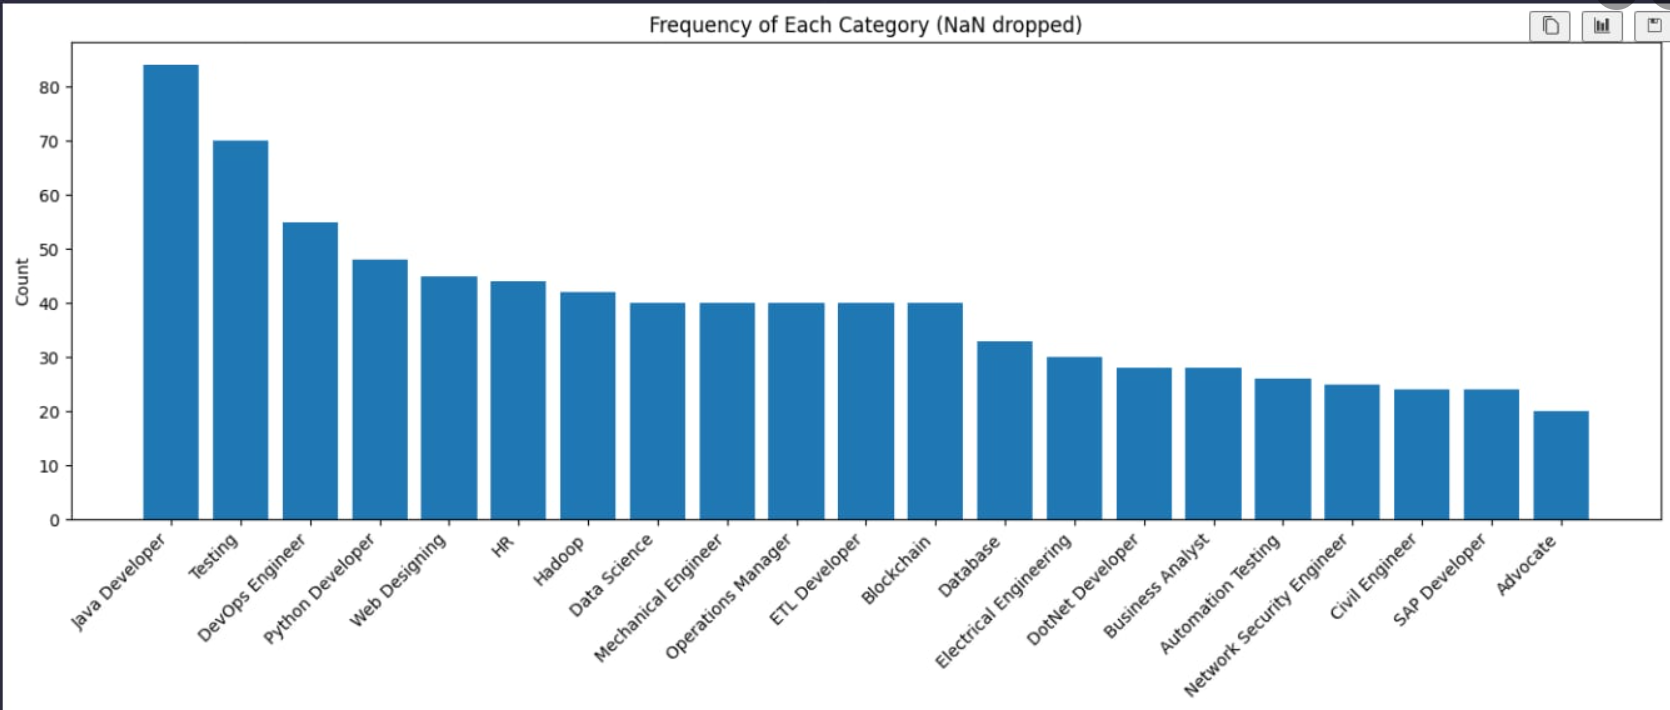 Frequency of Each Category (NaN dropped)
Count
80
70
60
50
40
30
20
10
0
Java Developer
Testing
DevOps Engineer
Python Developer
Web Designing
HR
Hadoop
Data Science
Mechanical Engineer
Operations Manager
ETL Developer
Blockchain
Database
Electrical Engineering
DotNet Developer
Business Analyst
Automation Testing
Network Security Engineer
Civil Engineer
SAP Developer
Advocate